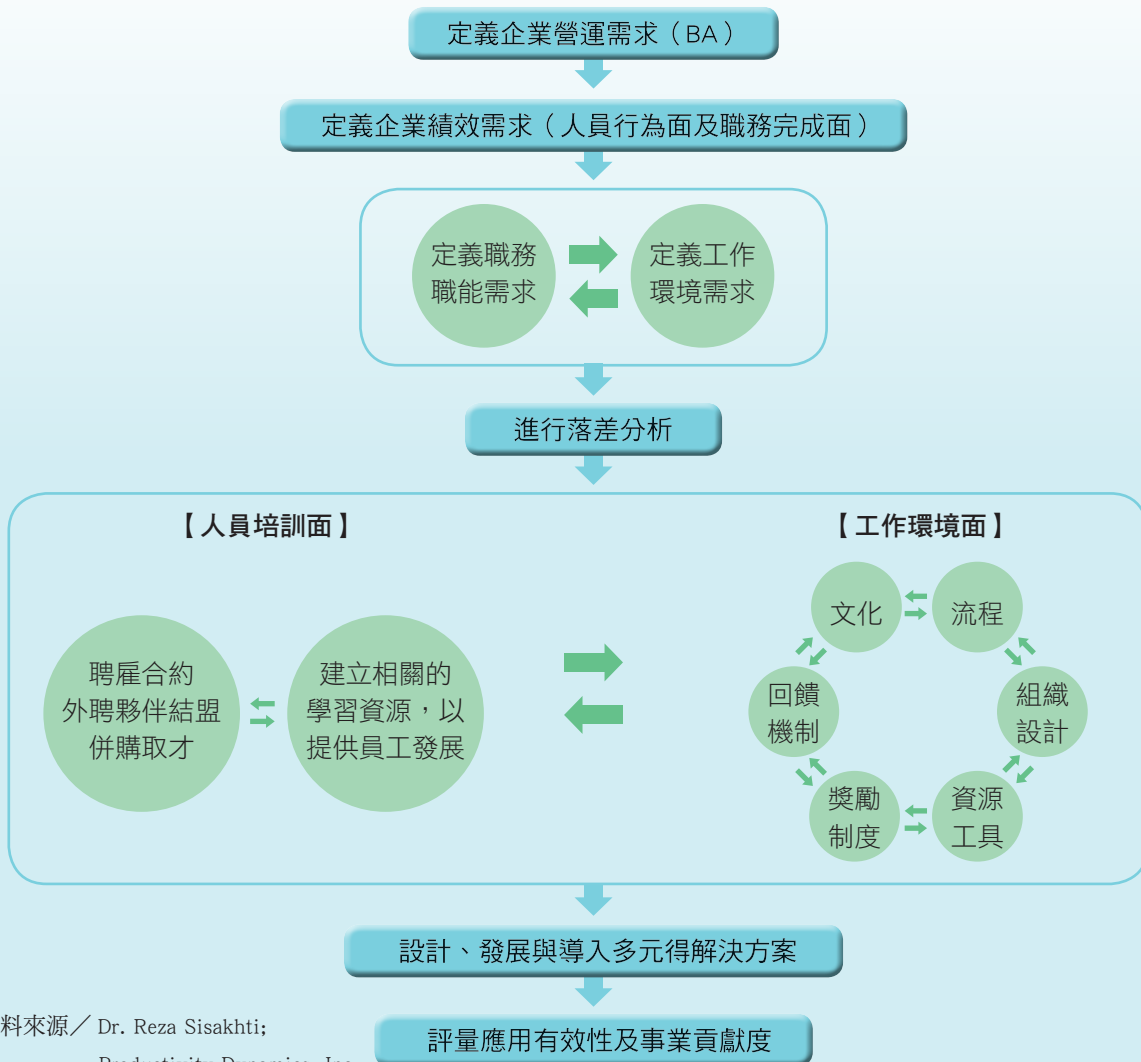 定義企業營運需求（BA）
定義企業績效需求（人員行為面及職務完成面）
定義職務
職能需求
定義工作
環境需求
進行落差分析
【人員培訓面】
聘雇合約
外聘夥伴結盟
併購取才
建立相關的
學習資源，以
提供員工發展
【工作環境面】
文化
流程
回饋
機制
組織
設計
獎勵
制度
資源
工具
設計、發展與導入多元得解決方案
評量應用有效性及事業貢獻度
料來源／Dr. Reza Sisakhti;
Productivity Dynamics, Inc